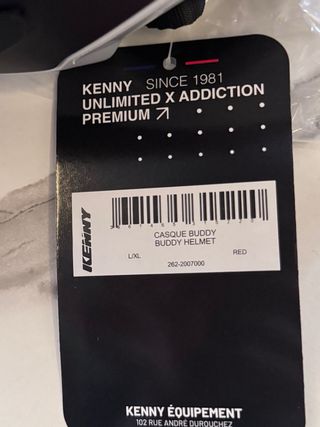 KENNY SINCE 1981
UNLIMITED X ADDICTION
PREMIUM
KENNY
CASQUE BUDDY
BUDDY HELMET
L/XL RED
262-2007000
KENNY ÉQUIPEMENT
102 RUE ANDRÉ DUROUCHEZ